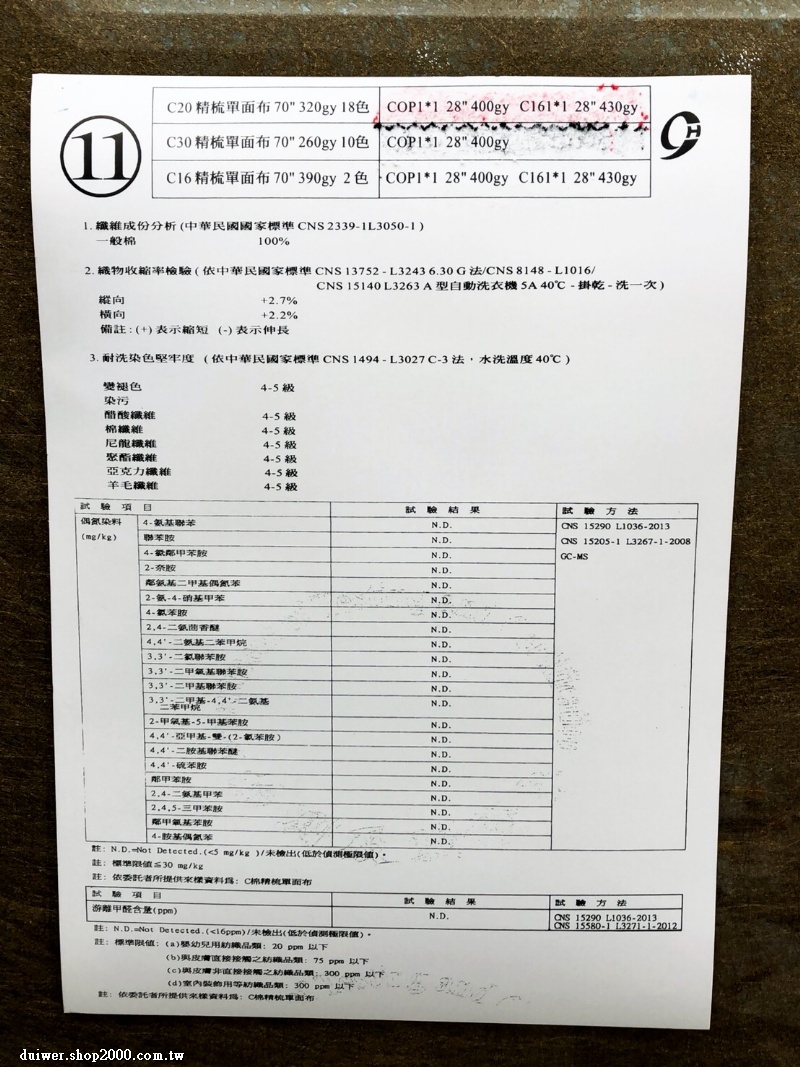 C20精梳單面布70" 320gy 18色 COP1*1 28" 400gy C161*1 28" 430gy
11
C30精梳單面布70" 260gy 10色 COP1*1 28" 400gy
C16精梳單面布70" 390gy 2色 COP1*1 28" 400gy C161*1 28" 430gy
1. 纖維成份分析(中華民國國家標準 CNS 2339-1L3050-1)
一般棉 100%
2. 織物收縮率檢驗(依中華民國國家標準 CNS 13752 - L3243 6.30 G 法/CNS 8148 - L1016/
CNS 15140 L3263 A 型自動洗衣機 5A 40℃ - 掛乾 - 洗一次)
縱向 +2.7%
橫向 +2.2%
備註:(+)表示縮短 (-)表示伸長
3. 耐洗染色堅牢度 (依中華民國國家標準 CNS 1494 - L3027 C-3 法,水洗溫度 40℃)
變褪色 4-5 級
染污
醋酸纖維 4-5 級
棉纖維 4-5 級
尼龍纖維 4-5 級
聚酯纖維 4-5 級
亞克力纖維 4-5 級
羊毛纖維 4-5 級
試 驗 項 目 試 驗 結 果 試 驗 方 法
偶氮染料 4-氨基聯苯 N.D. CNS 15290 L1036-2013
(mg/kg) 聯苯胺 N.D. CNS 15205-1 L3267-1-2008
4-氯鄰甲苯胺 N.D. GC-MS
2-奈胺 N.D.
鄰氨基二甲基偶氮苯 N.D.
2-氨-4-硝基甲苯 N.D.
4-氯苯胺 N.D.
2,4-二氨茴香醚 N.D.
4,4'-二氨基二苯甲烷 N.D.
3,3'-二氯聯苯胺 N.D.
3,3'-二甲氧基聯苯胺 N.D.
3,3'-二甲基聯苯胺 N.D.
3,3'-二甲基-4,4'-二氨基 N.D.
二苯甲烷
2-甲氧基-5-甲基苯胺 N.D.
4,4'-亞甲基-雙-(2-氯苯胺) N.D.
4,4'-二胺基聯苯醚 N.D.
4,4'-硫苯胺 N.D.
鄰甲苯胺 N.D.
2,4-二氨基甲苯 N.D.
2,4,5-三甲苯胺 N.D.
鄰甲氧基苯胺 N.D.
4-胺基偶氮苯 N.D.
註: N.D.=Not Detected.(<5 mg/kg )/未檢出(低於偵測極限值)。
註: 標準限值≦30 mg/kg
註: 依委託者所提供來樣資料為: C棉精梳單面布
試 驗 項 目 試 驗 結 果 試 驗 方 法
游離甲醛含量(ppm) N.D. CNS 15290 L1036-2013
CNS 15580-1 L3271-1-2012
註: N.D.=Not Detected.(<16ppm)/未檢出(低於偵測極限值)。
註: 標準限值: (a)嬰幼兒用紡織品類: 20 ppm 以下
(b)與皮膚直接接觸之紡織品類: 75 ppm 以下
(c)與皮膚非直接接觸之紡織品類: 300 ppm 以下
(d)室內裝飾用等紡織品類: 300 ppm 以下
註: 依委託者所提供來樣資料為: C棉精梳單面布
duiwer.shop2000.com.tw